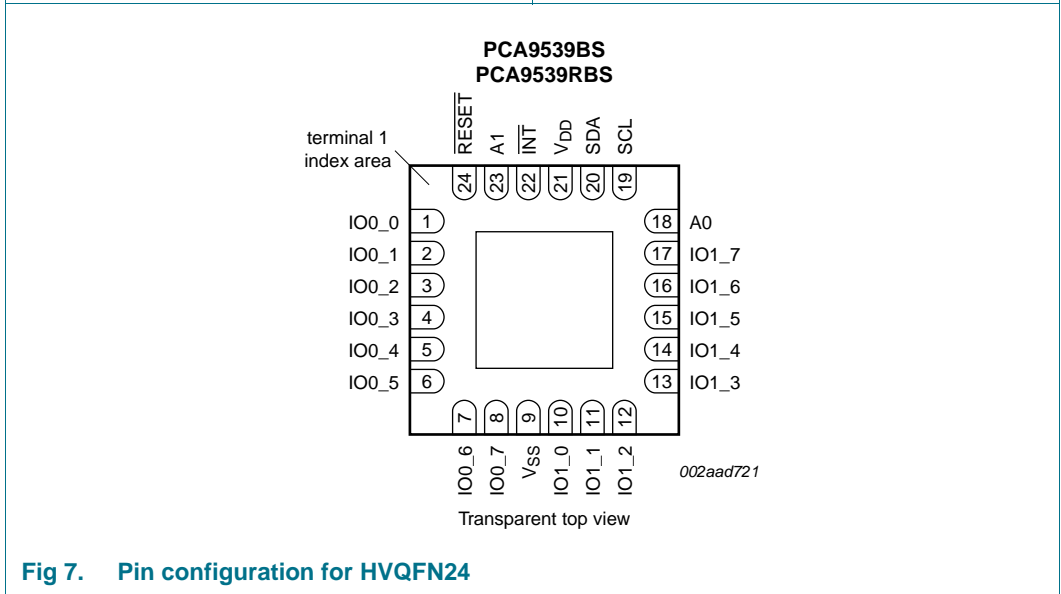 PCA9539BS
PCA9539RBS
terminal 1
index area
RESET
A1
INT
VDD
SDA
SCL
24
23
22
21
20
19
IO0_0 1
IO0_1 2
IO0_2 3
IO0_3 4
IO0_4 5
IO0_5 6
18 A0
17 IO1_7
16 IO1_6
15 IO1_5
14 IO1_4
13 IO1_3
7
8
9
10
11
12
IO0_6
IO0_7
VSS
IO1_0
IO1_1
IO1_2
002aad721
Transparent top view
Fig 7. Pin configuration for HVQFN24